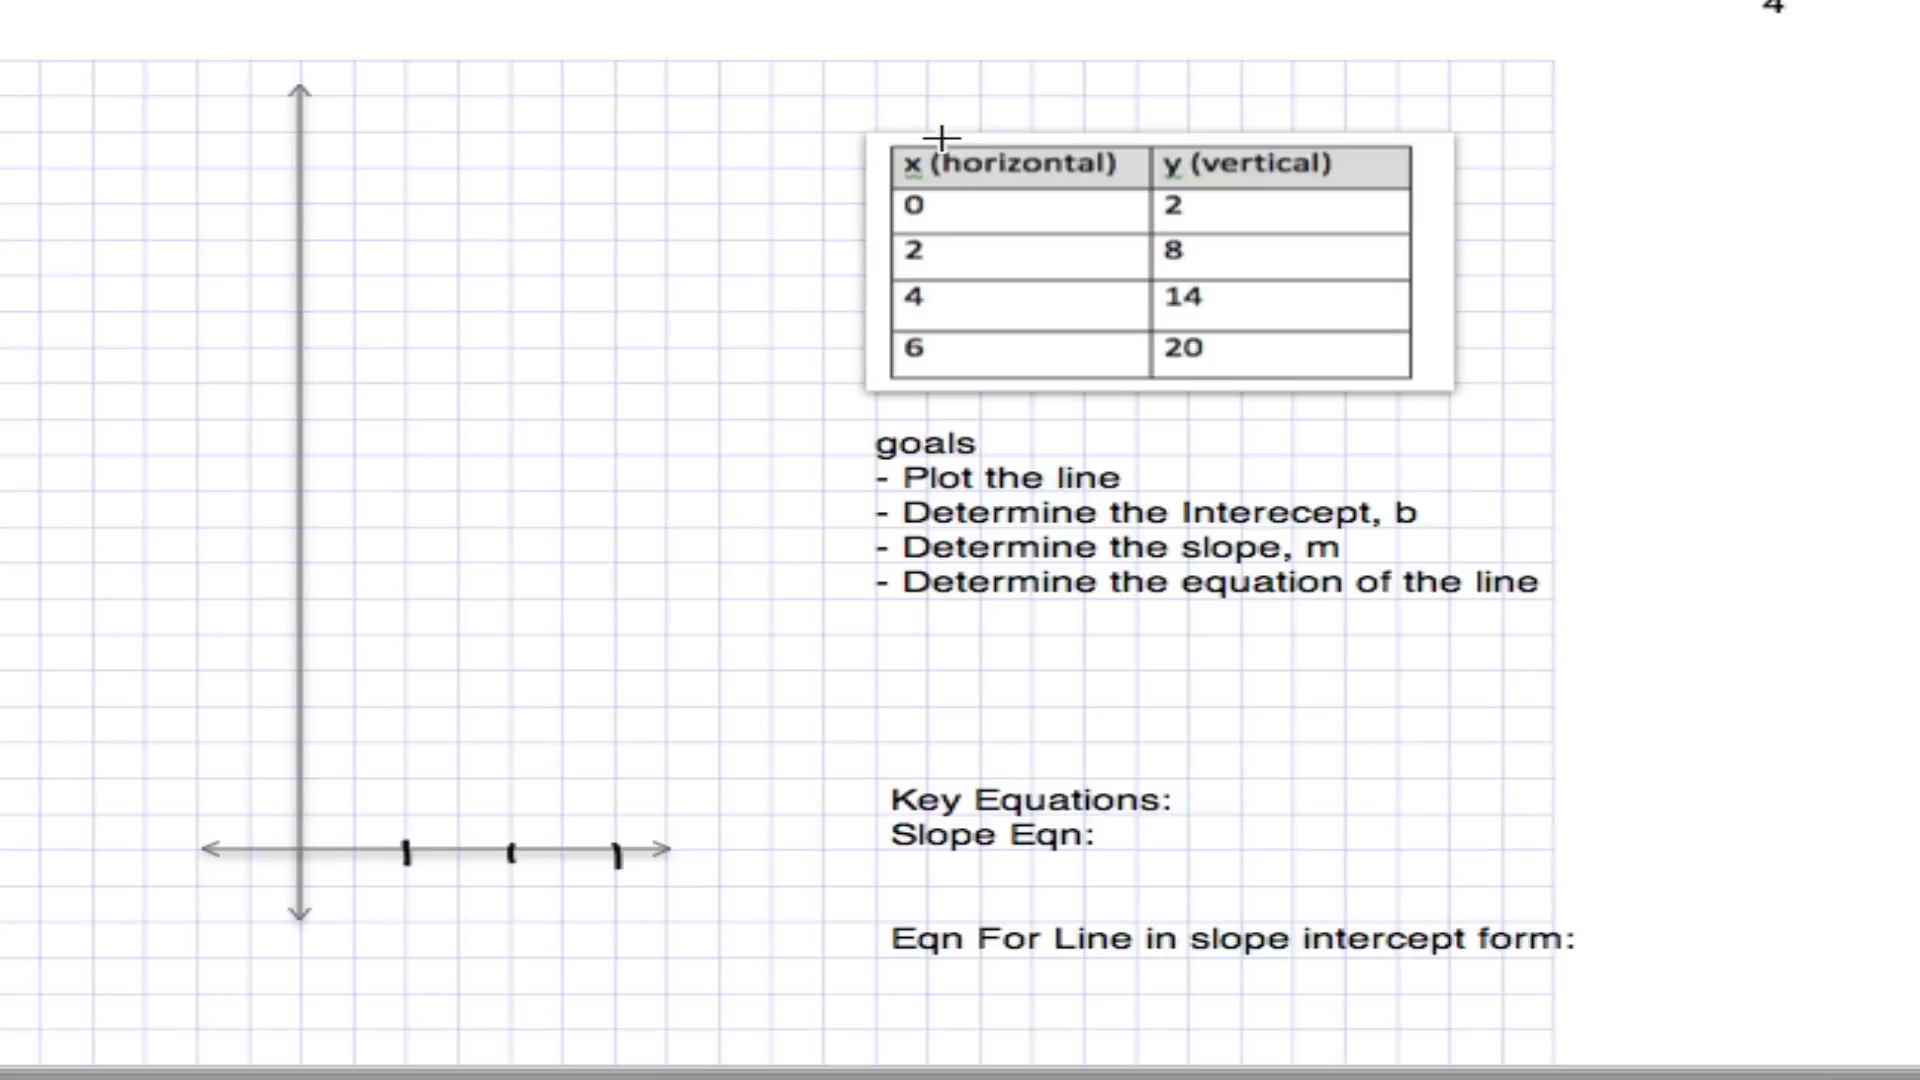 4
x (horizontal) y (vertical)
0 2
2 8
4 14
6 20
goals
- Plot the line
- Determine the Interecept, b
- Determine the slope, m
- Determine the equation of the line
Key Equations:
Slope Eqn:
Eqn For Line in slope intercept form: